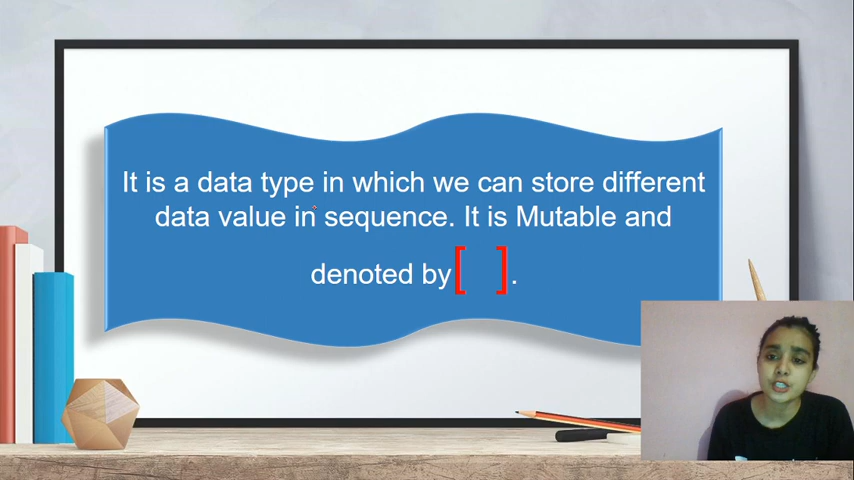 It is a data type in which we can store different
data value in sequence. It is Mutable and
denoted by [ ].